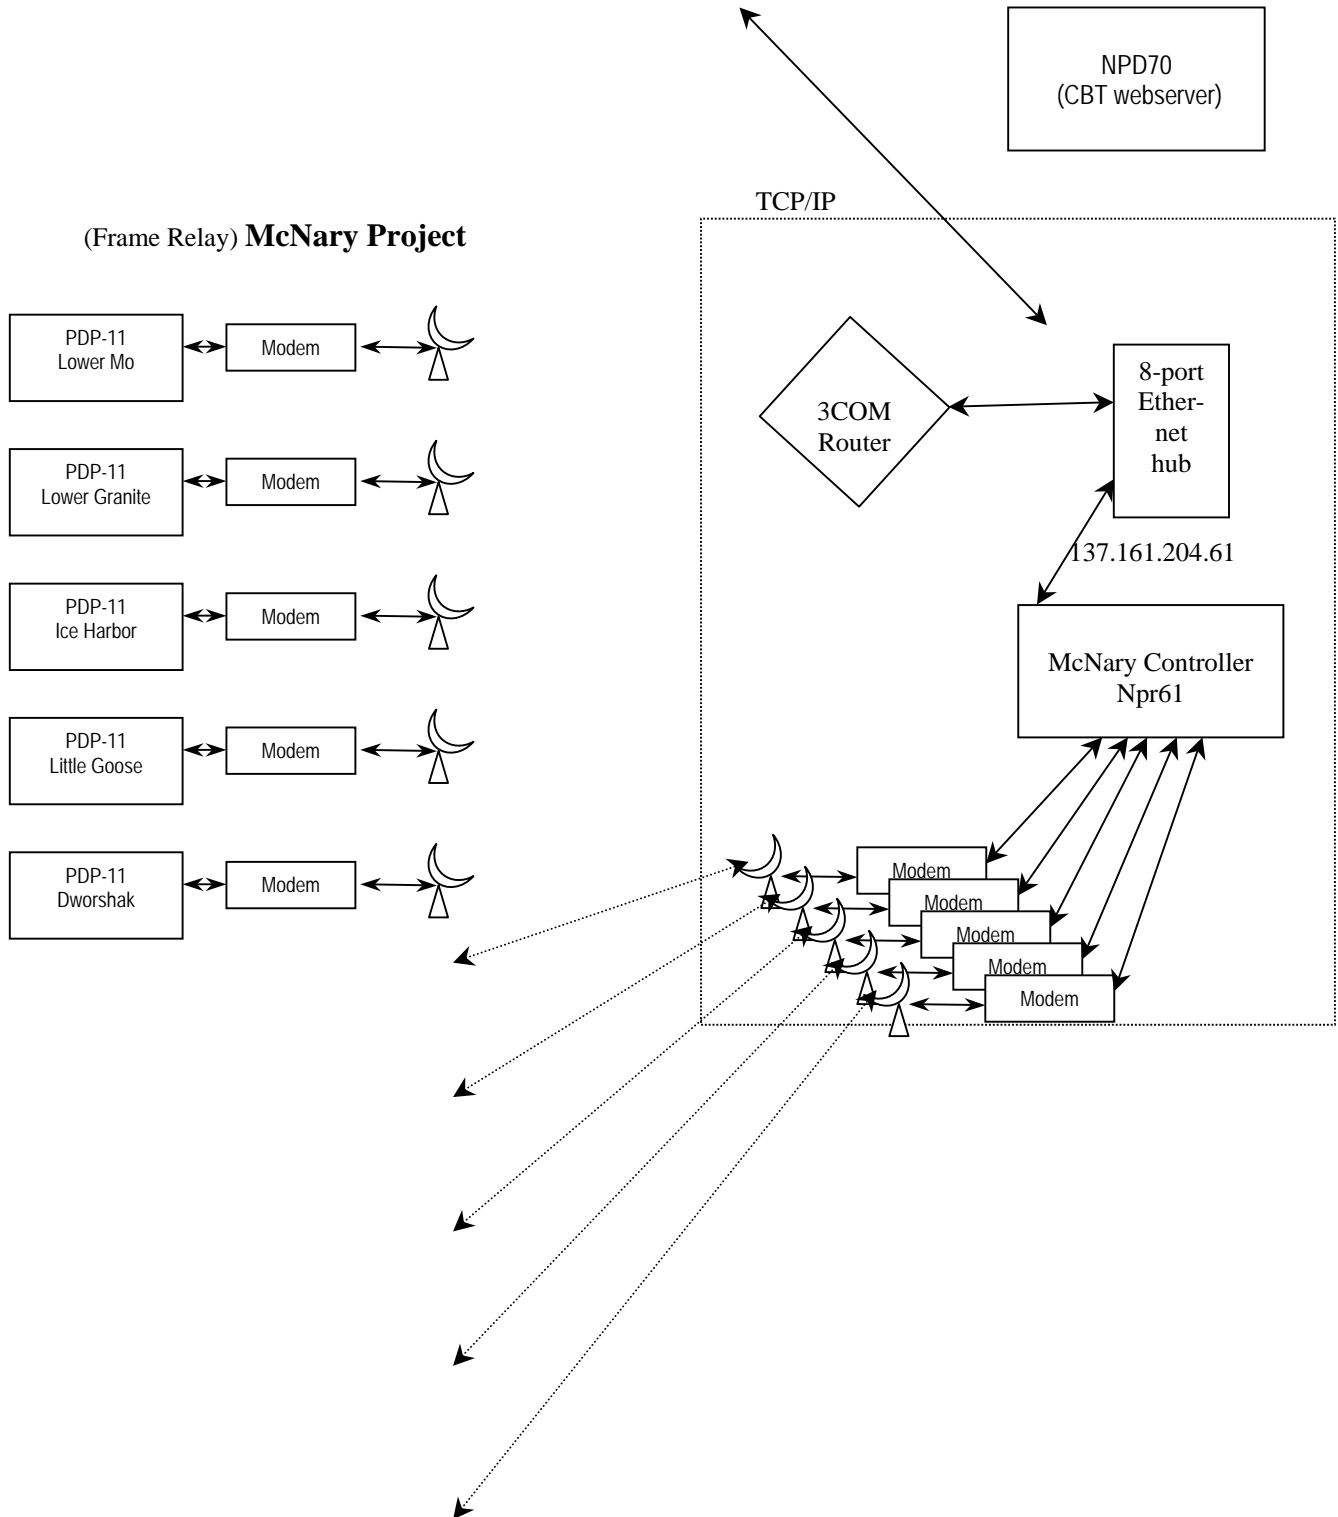 NPD70
(CBT webserver)
TCP/IP
(Frame Relay) McNary Project
PDP-11
Lower Mo
Modem
PDP-11
Lower Granite
Modem
PDP-11
Ice Harbor
Modem
PDP-11
Little Goose
Modem
PDP-11
Dworshak
Modem
3COM
Router
8-port
Ether-
net
hub
137.161.204.61
McNary Controller
Npr61
Modem
Modem
Modem
Modem
Modem